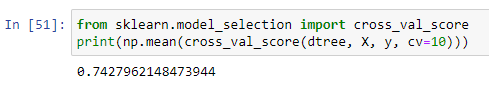 In [51]: from sklearn.model_selection import cross_val_score
print(np.mean(cross_val_score(dtree, X, y, cv=10)))
0.7427962148473944